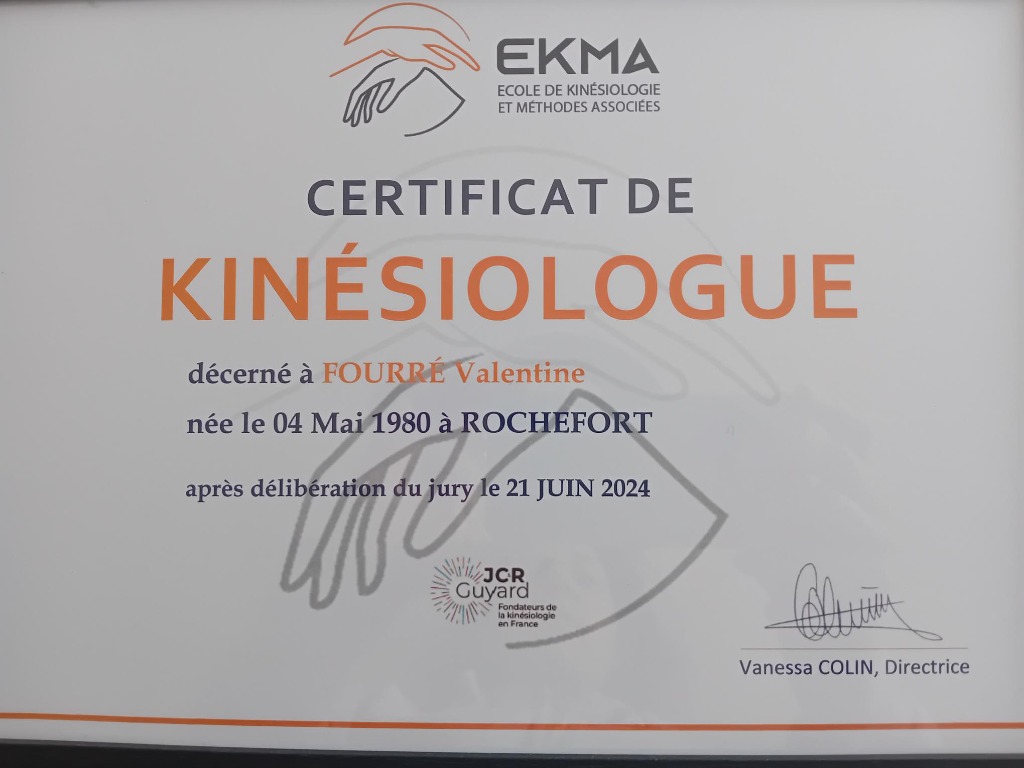 EKMA
ECOLE DE KINÉSIOLOGIE
ET MÉTHODES ASSOCIÉES
CERTIFICAT DE
KINÉSIOLOGUE
décerné à FOURRÉ Valentine
née le 04 Mai 1980 à ROCHEFORT
après délibération du jury le 21 JUIN 2024
JCR
Guyard
Fondateurs de
la kinésiologie
en France
Vanessa COLIN, Directrice